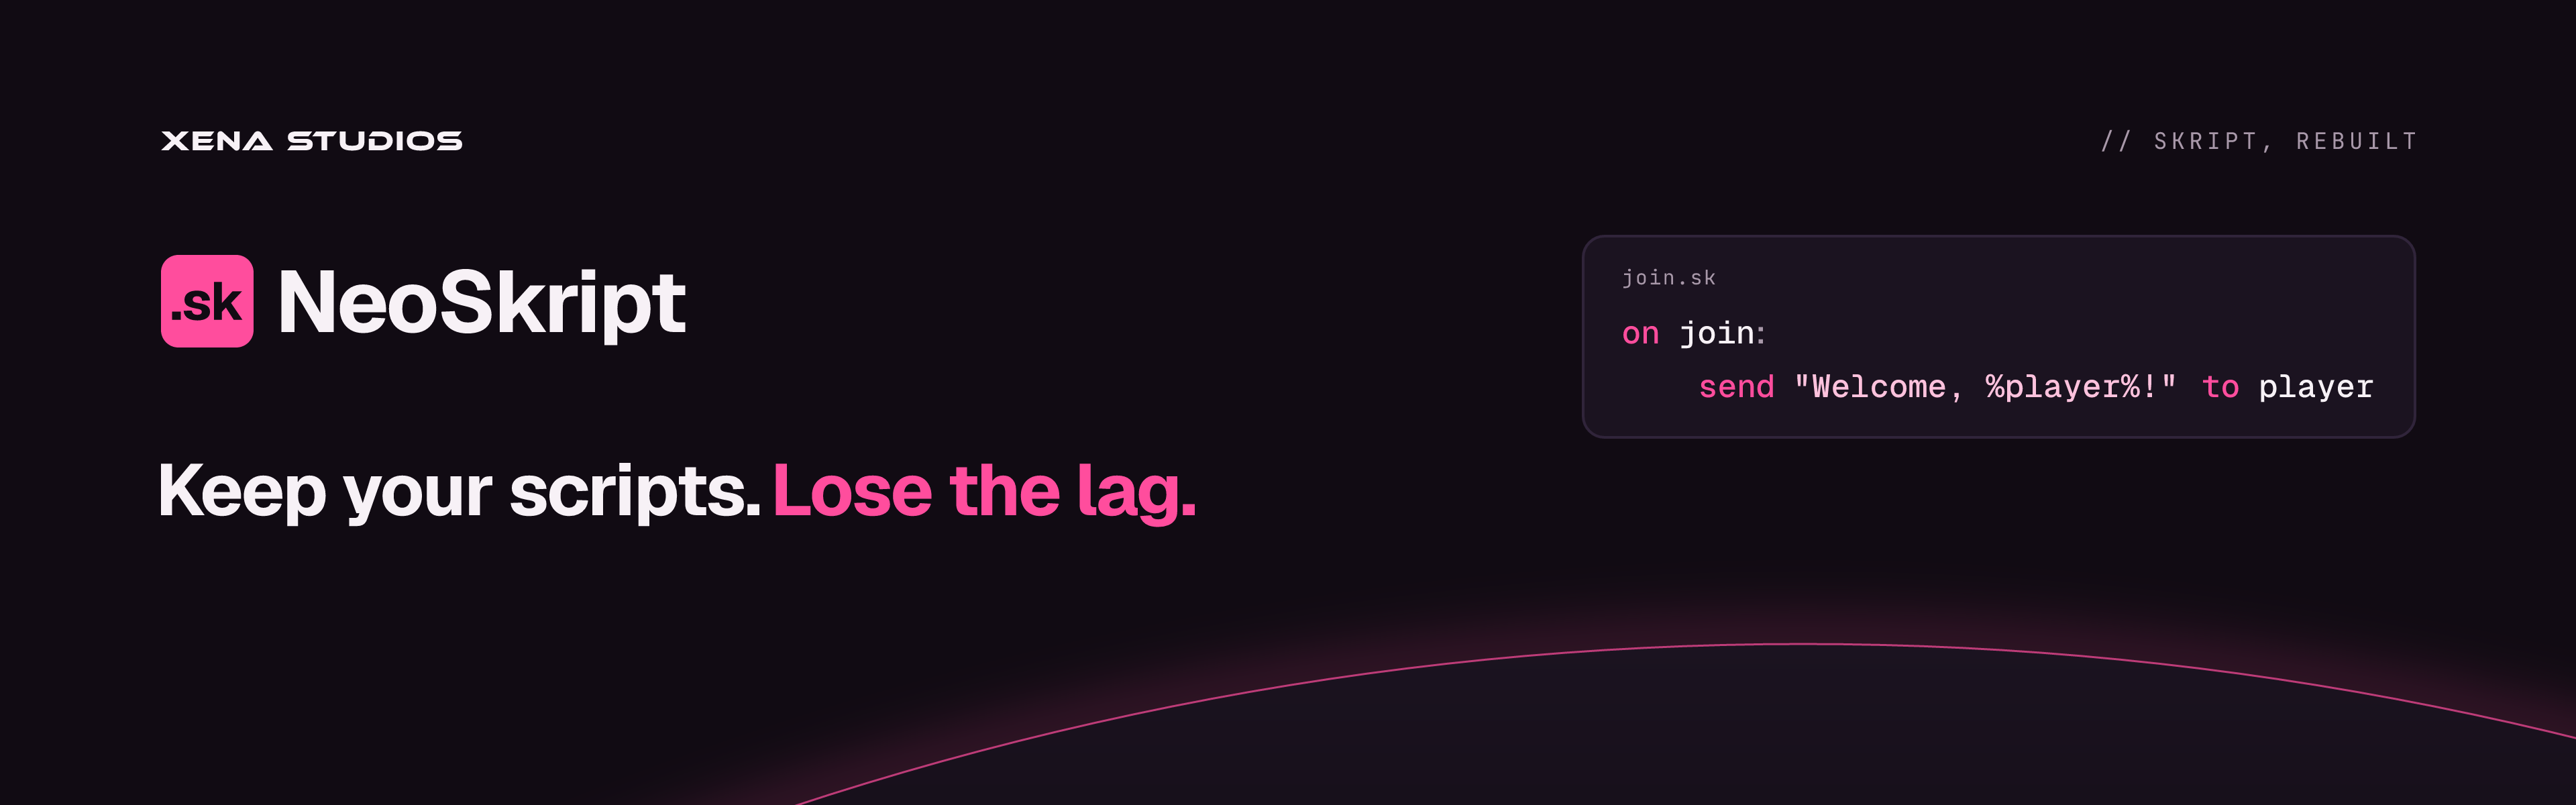 XENA STUDIOS
// SKRIPT, REBUILT
.sk NeoSkript
join.sk
on join:
send "Welcome, %player%!" to player
Keep your scripts. Lose the lag.